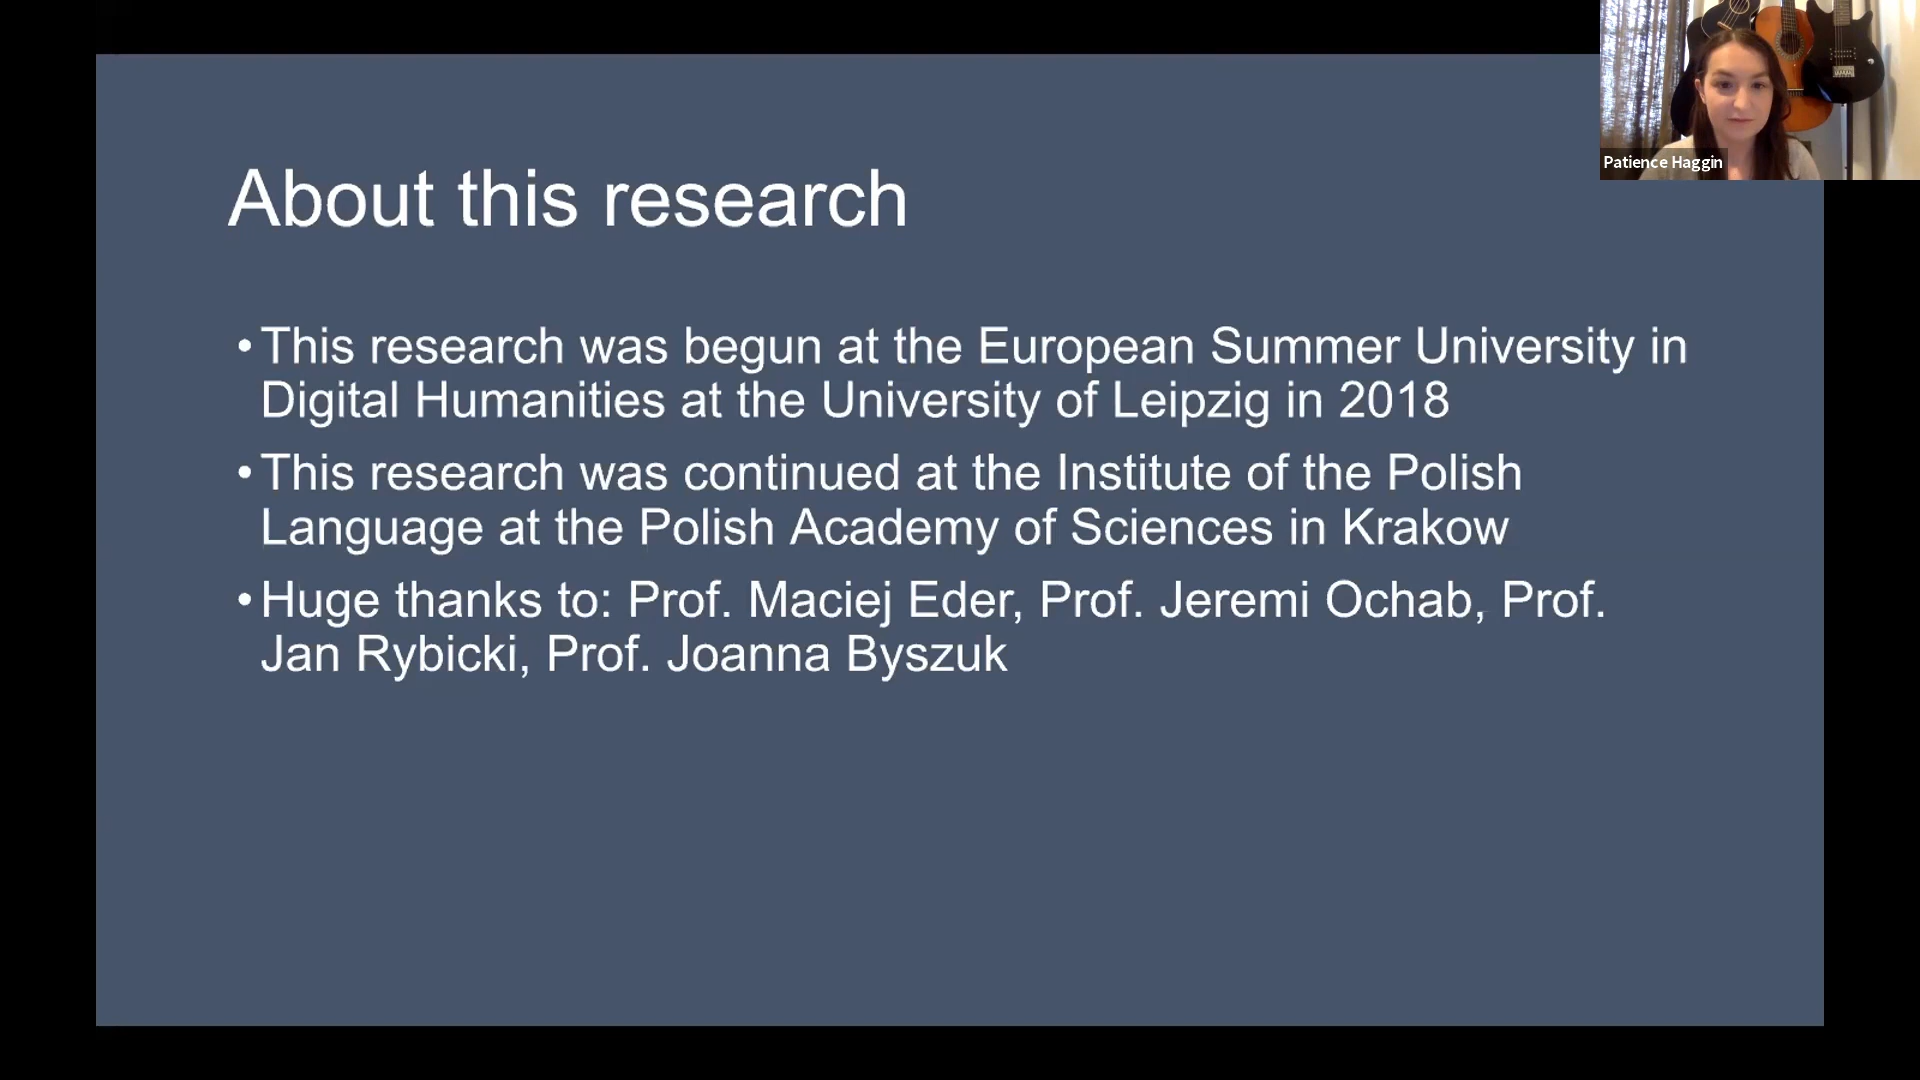 About this research
•This research was begun at the European Summer University in
Digital Humanities at the University of Leipzig in 2018
•This research was continued at the Institute of the Polish
Language at the Polish Academy of Sciences in Krakow
•Huge thanks to: Prof. Maciej Eder, Prof. Jeremi Ochab, Prof.
Jan Rybicki, Prof. Joanna Byszuk
Patience Haggin